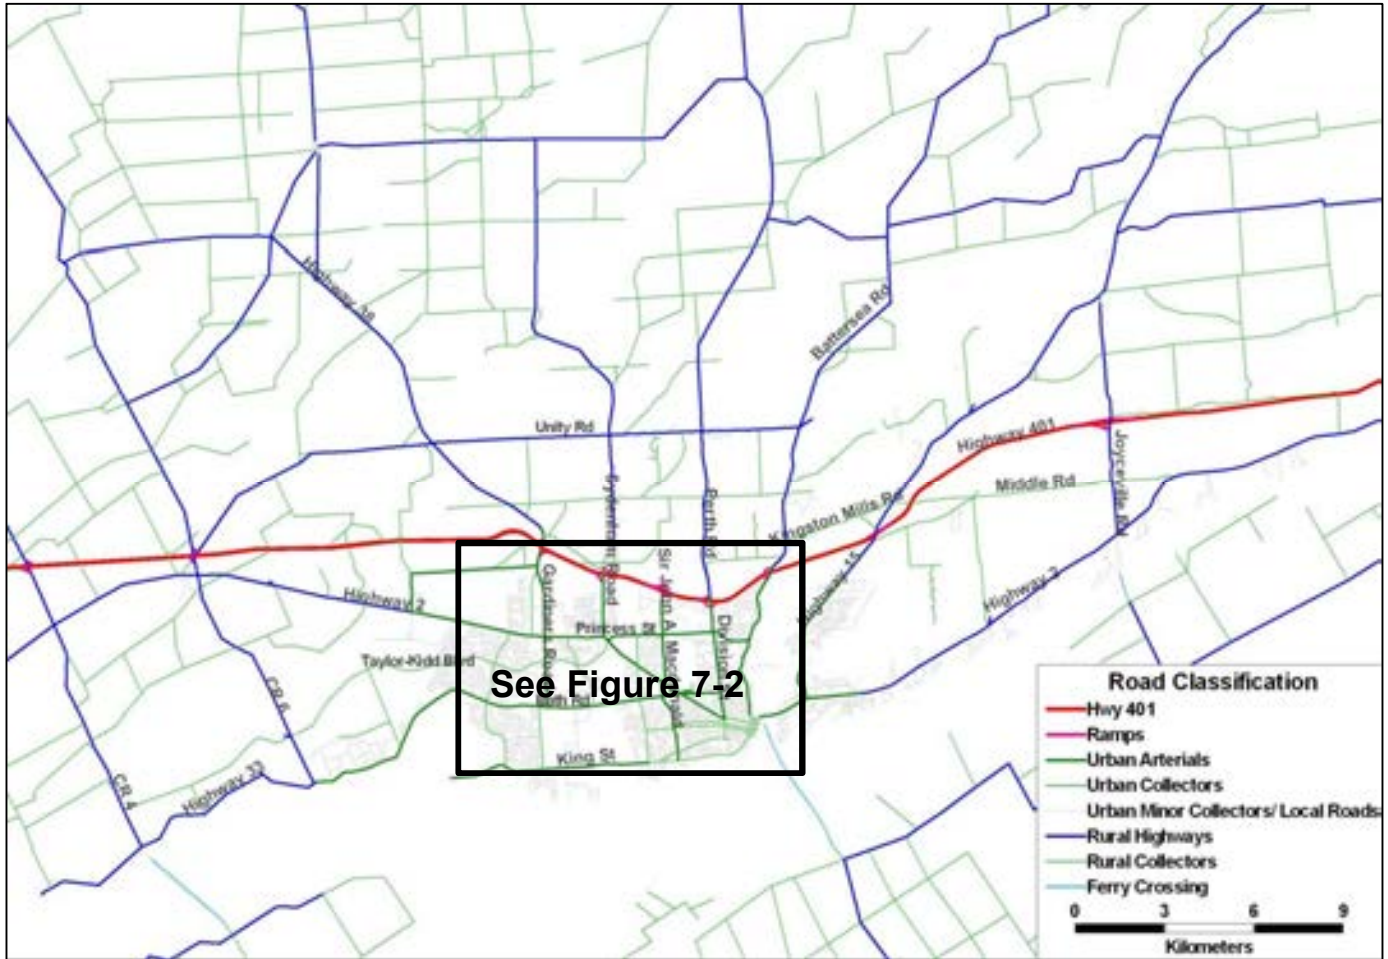 Highway 38
Battersea Rd
Unity Rd
Highway 401
Middle Rd
Joyceville Rd
Kingston Mills Rd
Sydenham Road
Perth Rd
Sir John A. Macdonald
Highway 15
Highway 2
Highway 2
Gardiners Road
Princess St
Division
Taylor-Kidd Blvd
See Figure 7-2
Bath Rd
CR 6
King St
CR 4
Highway 33
Road Classification
Hwy 401
Ramps
Urban Arterials
Urban Collectors
Urban Minor Collectors/ Local Roads
Rural Highways
Rural Collectors
Ferry Crossing
0 3 6 9
Kilometers